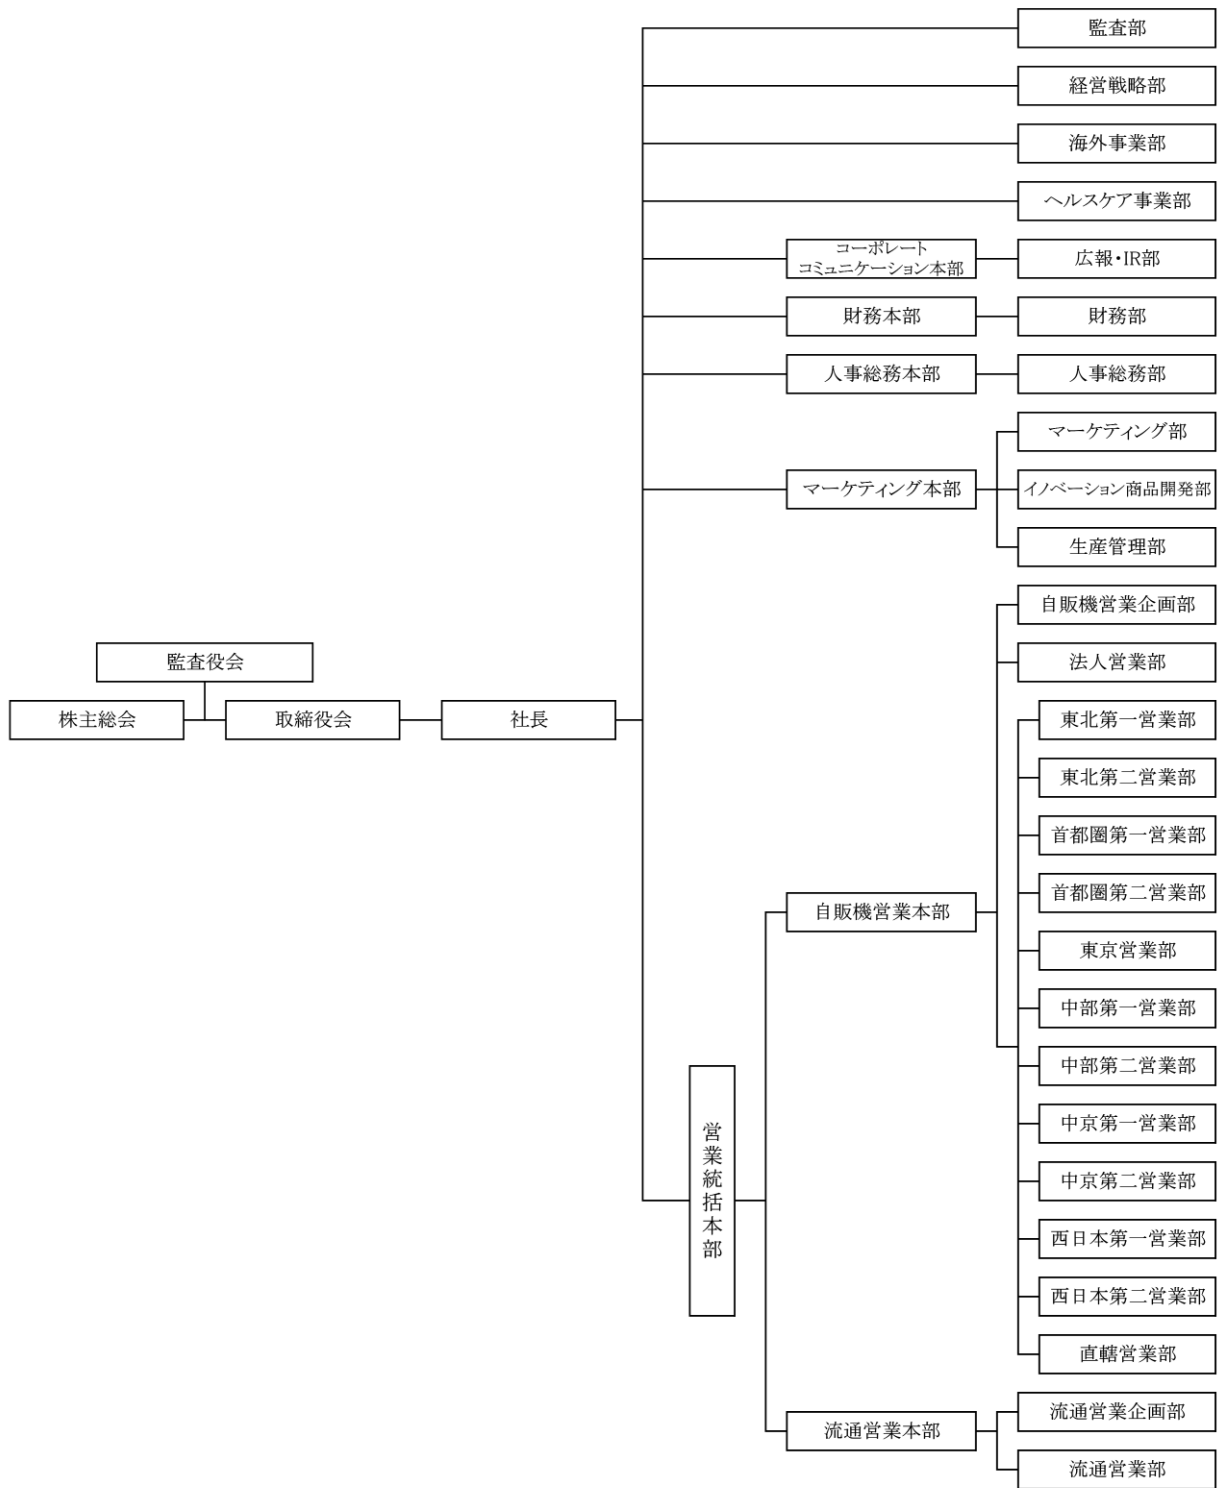 監査部
経営戦略部
海外事業部
ヘルスケア事業部
コーポレート
コミュニケーション本部
広報・IR部
財務本部
財務部
人事総務本部
人事総務部
マーケティング部
マーケティング本部
イノベーション商品開発部
生産管理部
自販機営業企画部
監査役会
法人営業部
株主総会
取締役会
社長
東北第一営業部
東北第二営業部
首都圏第一営業部
首都圏第二営業部
自販機営業本部
東京営業部
中部第一営業部
中部第二営業部
中京第一営業部
営業統括本部
中京第二営業部
西日本第一営業部
西日本第二営業部
直轄営業部
流通営業企画部
流通営業本部
流通営業部